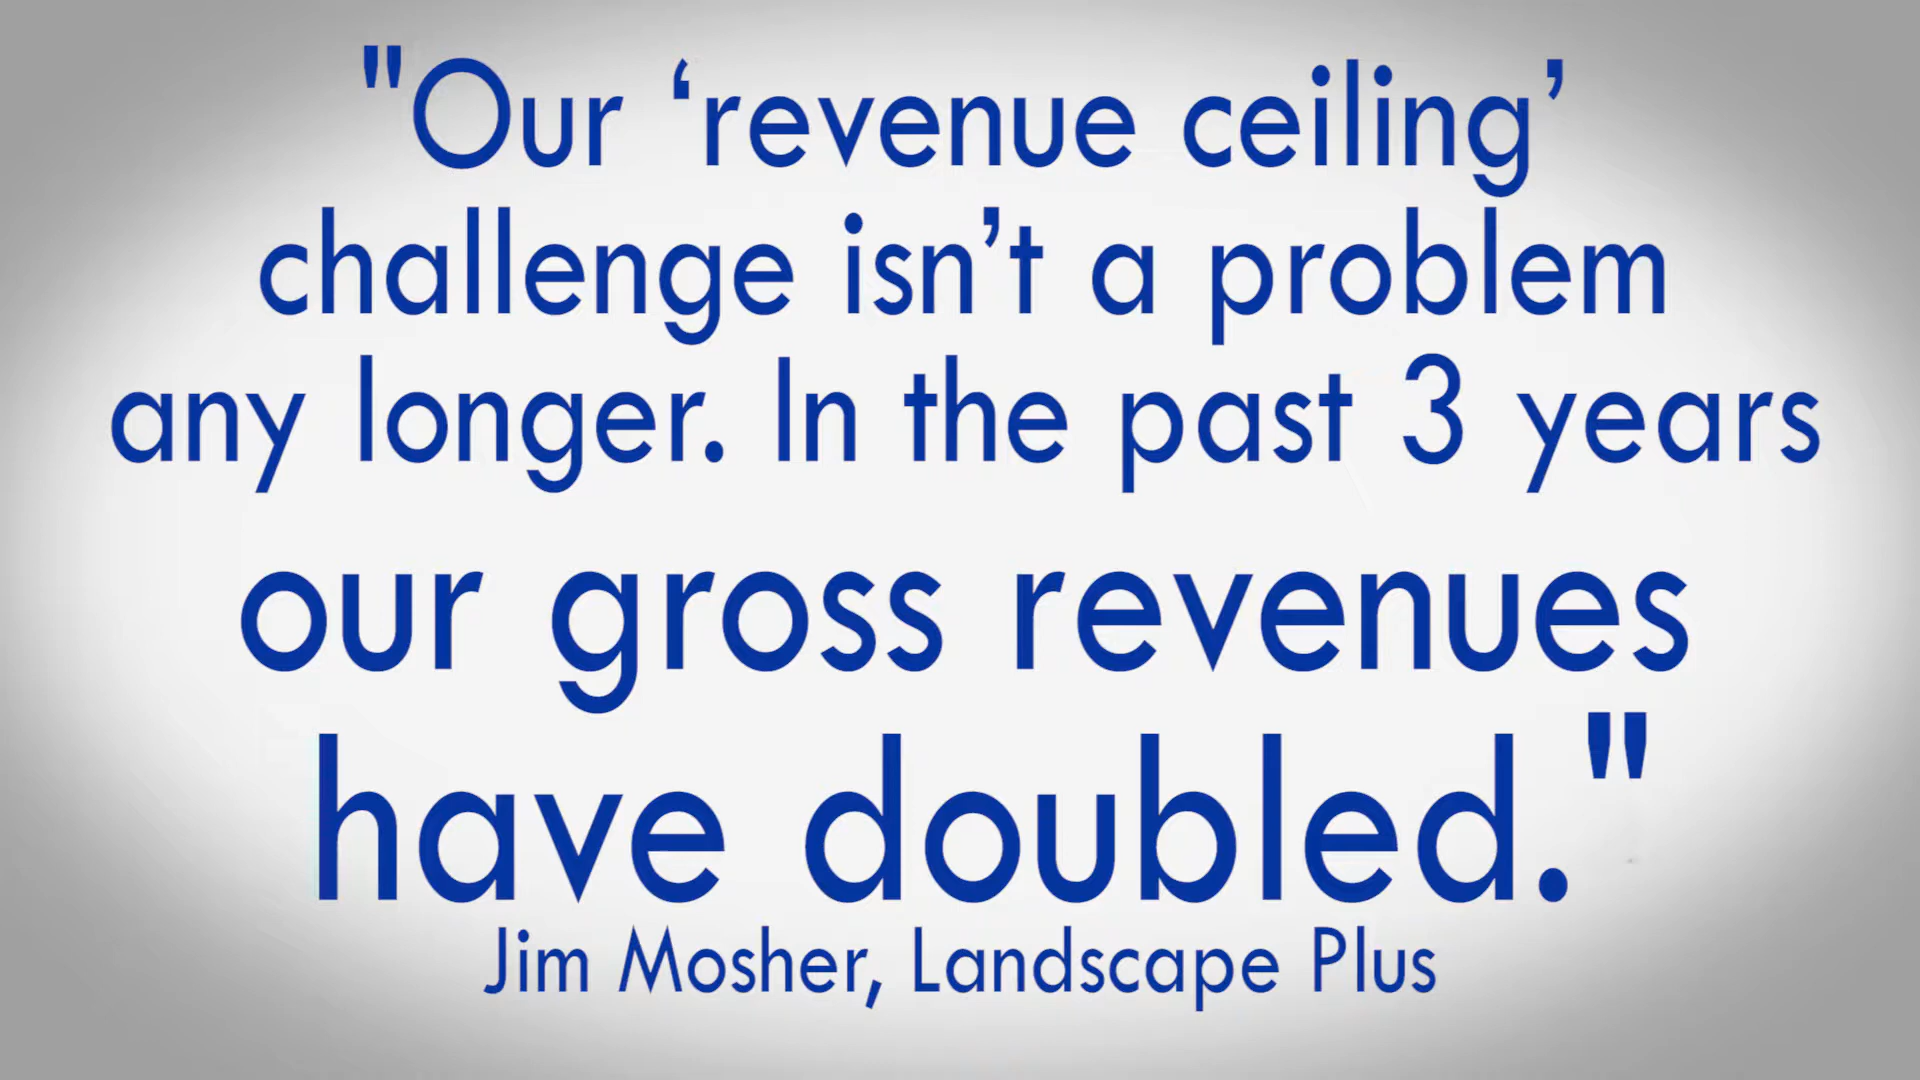 "Our ‘revenue ceiling’
challenge isn’t a problem
any longer. In the past 3 years
our gross revenues
have doubled."
Jim Mosher, Landscape Plus